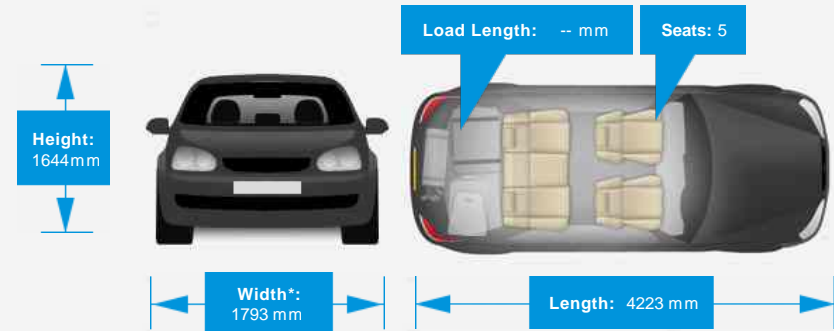 Load Length: -- mm
Seats: 5
Height:
1644mm
Width*:
1793 mm
Length: 4223 mm